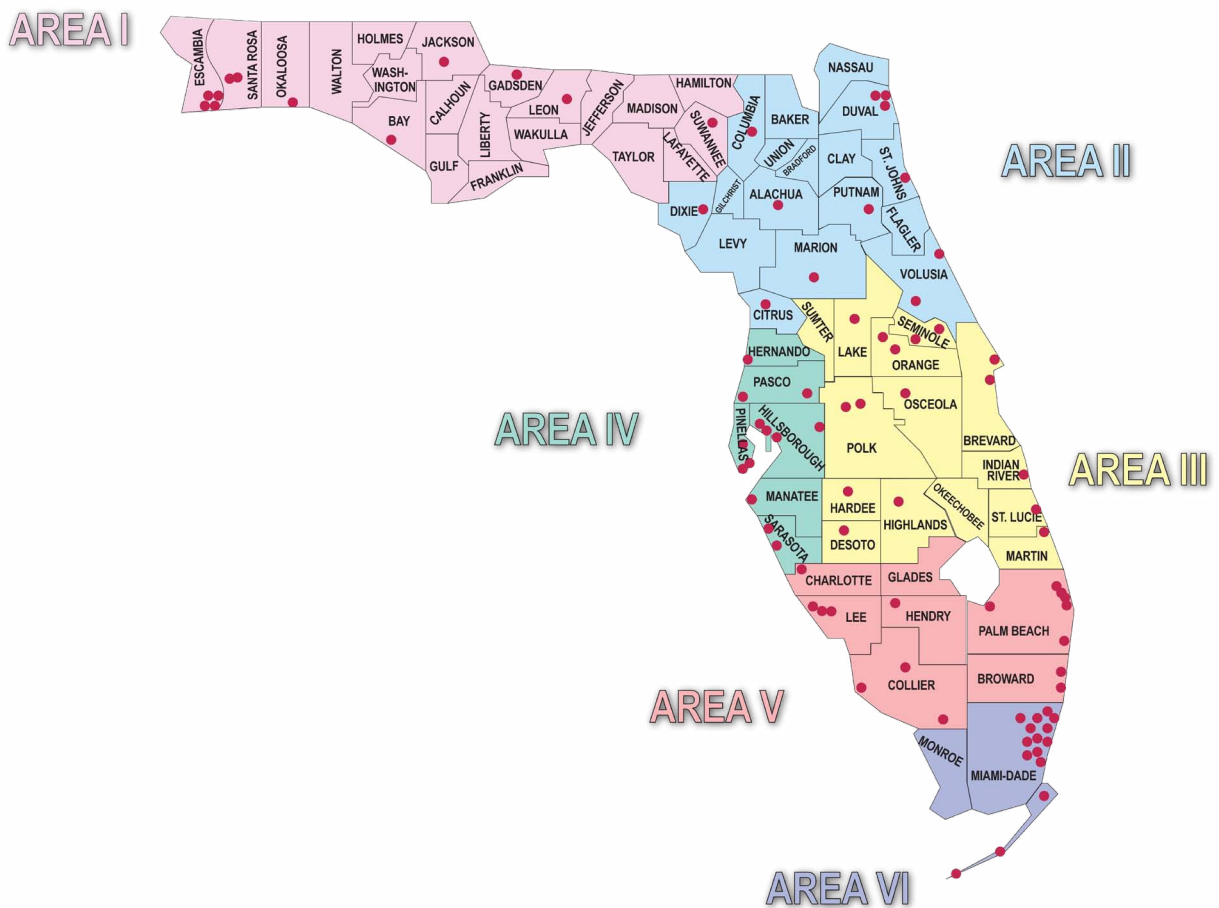 AREA I
ESCAMBIA
SANTA ROSA
OKALOOSA
WALTON
HOLMES
WASH-
INGTON
JACKSON
BAY
CALHOUN
GULF
LIBERTY
GADSDEN
FRANKLIN
LEON
WAKULLA
JEFFERSON
MADISON
TAYLOR
HAMILTON
SUWANNEE
LAFAYETTE
AREA II
NASSAU
DUVAL
COLUMBIA
BAKER
UNION
BRADFORD
CLAY
ST. JOHNS
GILCHRIST
ALACHUA
PUTNAM
DIXIE
FLAGLER
LEVY
MARION
VOLUSIA
CITRUS
AREA III
SUMTER
LAKE
SEMINOLE
ORANGE
OSCEOLA
POLK
BREVARD
INDIAN
RIVER
HARDEE
HIGHLANDS
OKEECHOBEE
ST. LUCIE
DESOTO
MARTIN
AREA IV
HERNANDO
PASCO
PINELLAS
HILLSBOROUGH
MANATEE
SARASOTA
AREA V
CHARLOTTE
GLADES
LEE
HENDRY
PALM BEACH
COLLIER
BROWARD
AREA VI
MONROE
MIAMI-DADE